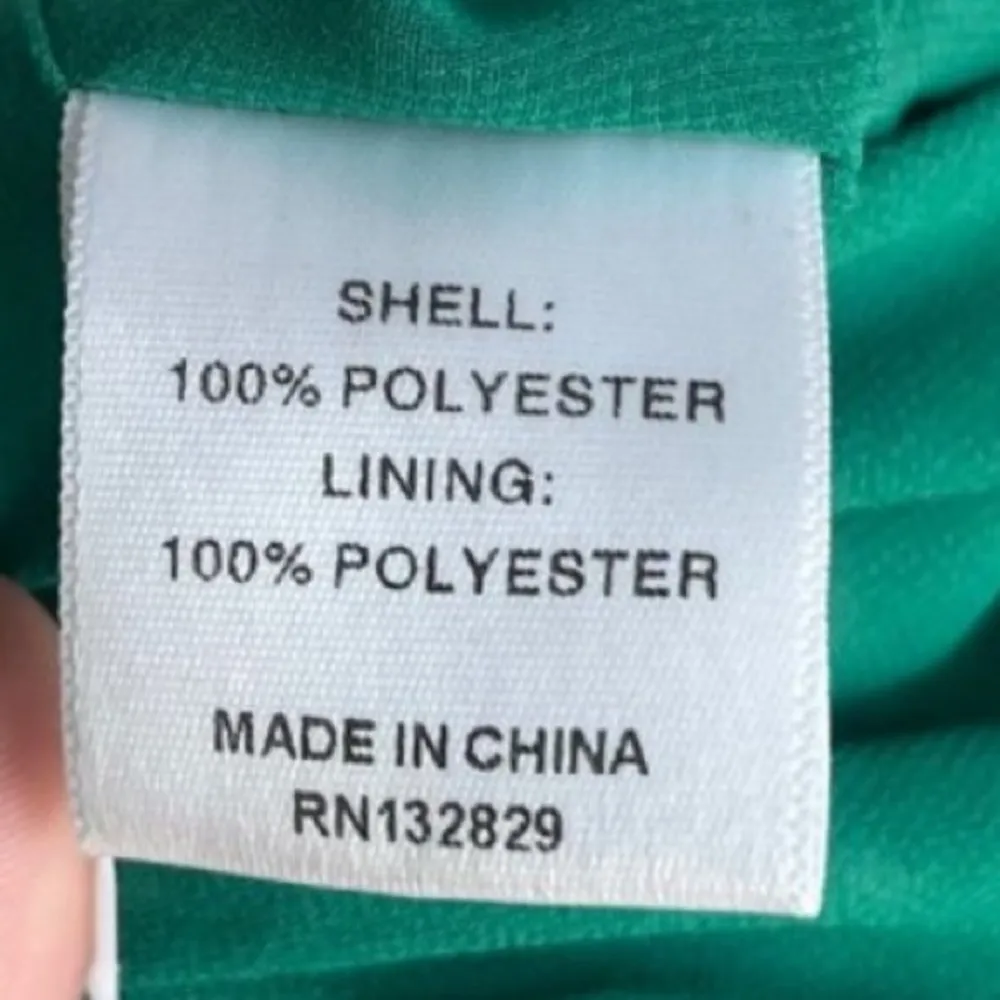 SHELL:
100% POLYESTER
LINING:
100% POLYESTER
MADE IN CHINA
RN132829